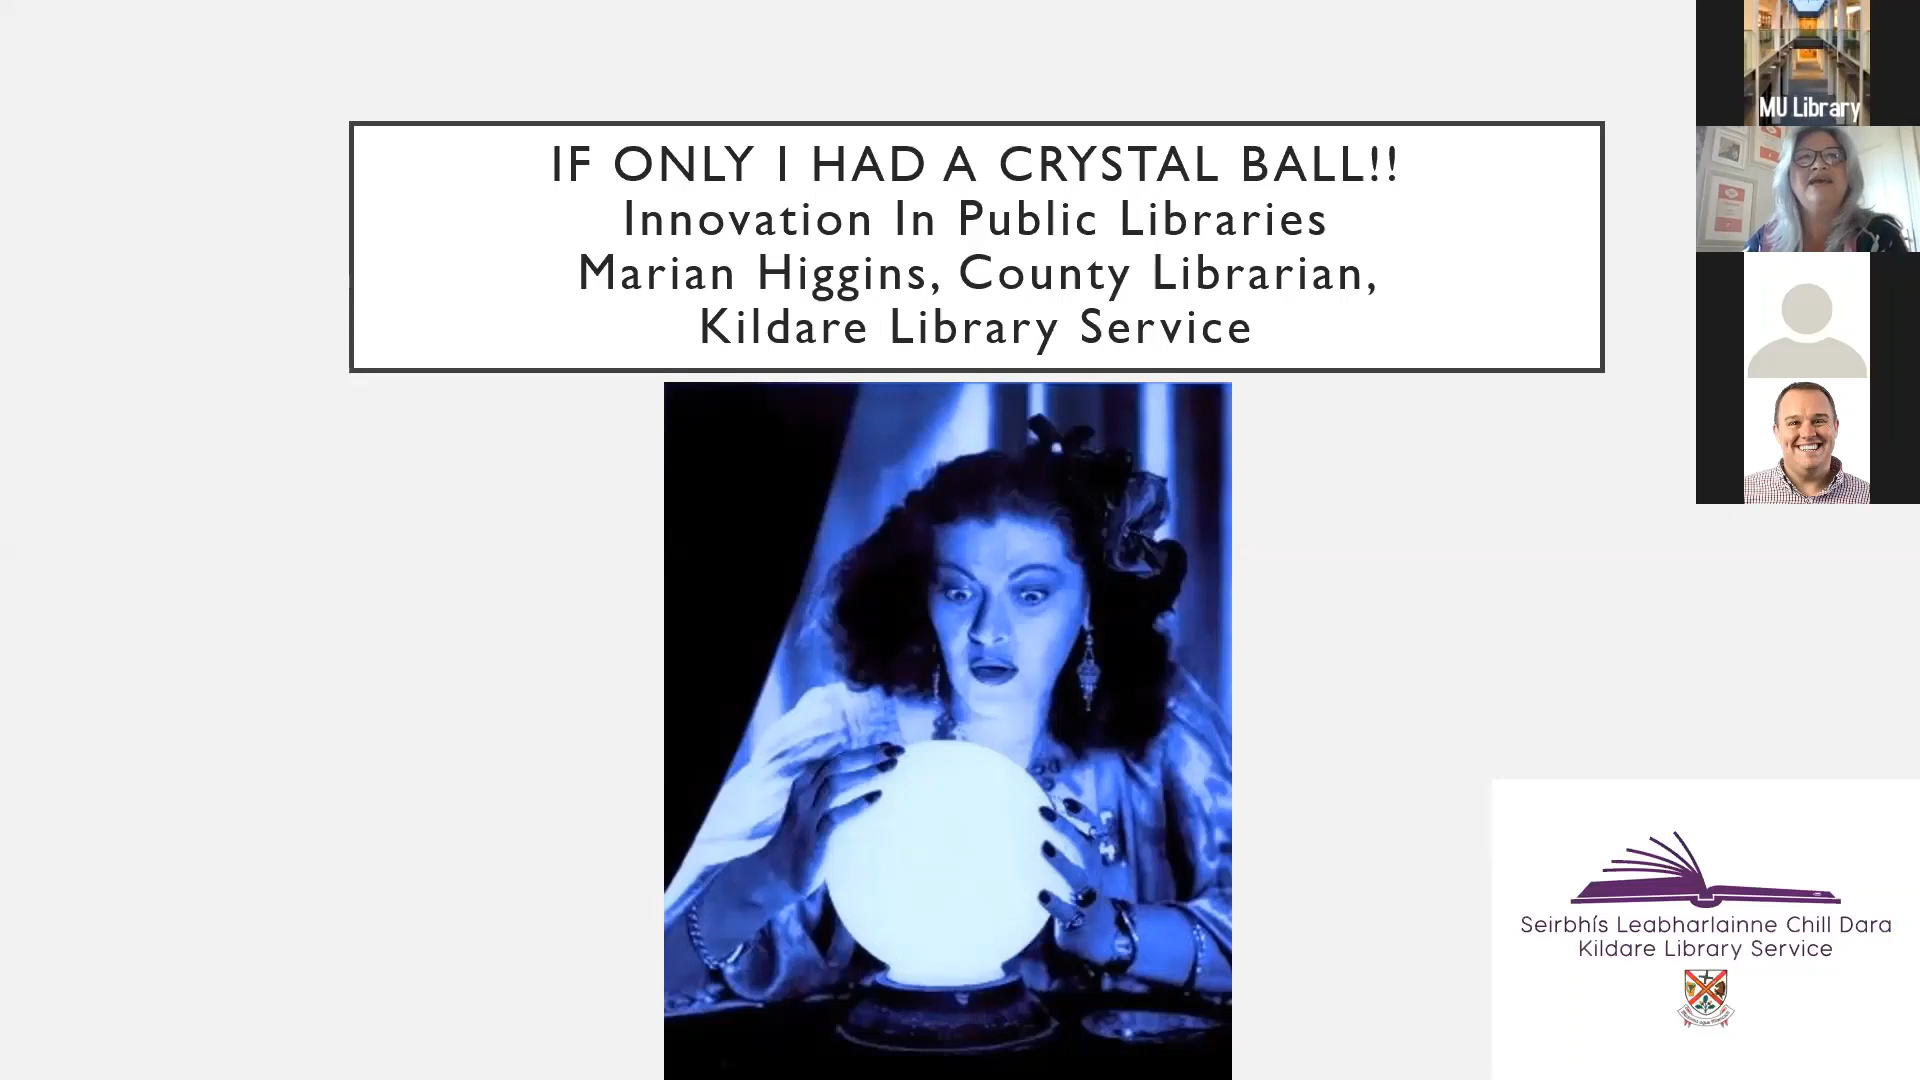 IF ONLY I HAD A CRYSTAL BALL!!
Innovation In Public Libraries
Marian Higgins, County Librarian,
Kildare Library Service
MU Library
Seirbhís Leabharlainne Chill Dara
Kildare Library Service